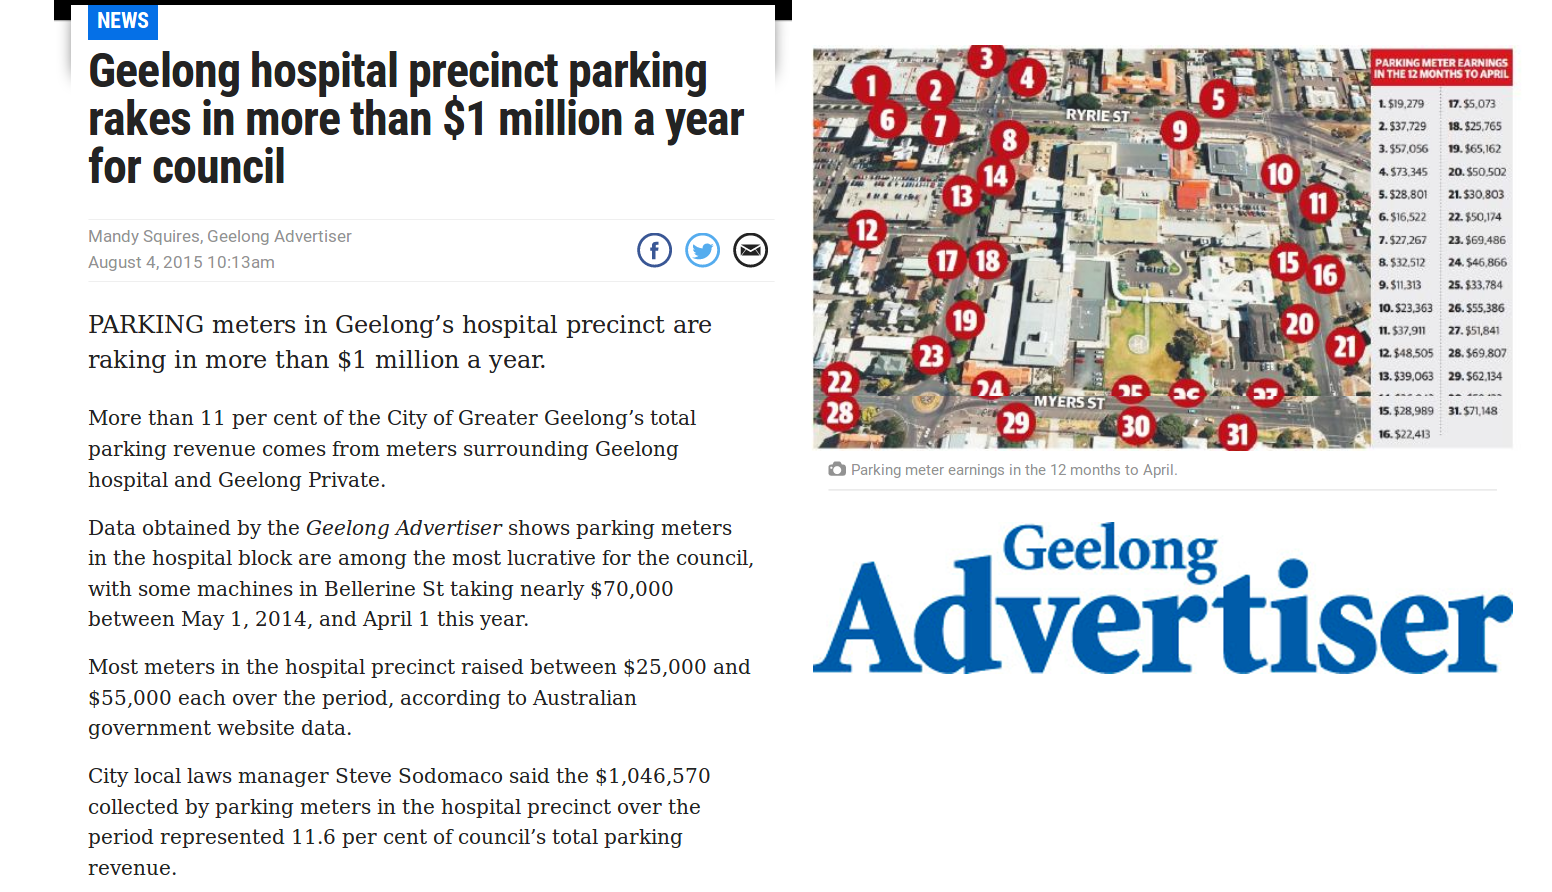 NEWS
Geelong hospital precinct parking
rakes in more than $1 million a year
for council
Mandy Squires, Geelong Advertiser
August 4, 2015 10:13am
PARKING meters in Geelong’s hospital precinct are
raking in more than $1 million a year.
More than 11 per cent of the City of Greater Geelong’s total
parking revenue comes from meters surrounding Geelong
hospital and Geelong Private.
Data obtained by the Geelong Advertiser shows parking meters
in the hospital block are among the most lucrative for the council,
with some machines in Bellerine St taking nearly $70,000
between May 1, 2014, and April 1 this year.
Most meters in the hospital precinct raised between $25,000 and
$55,000 each over the period, according to Australian
government website data.
City local laws manager Steve Sodomaco said the $1,046,570
collected by parking meters in the hospital precinct over the
period represented 11.6 per cent of council’s total parking
revenue.
3
1
2
4
5
6
7
RYRIE ST
8
9
14
10
13
11
12
17
18
15
16
19
20
23
21
22
24
25
26
27
28
MYERS ST
29
30
31
PARKING METER EARNINGS
IN THE 12 MONTHS TO APRIL
1. $19,279
2. $37,729
3. $57,056
4. $73,345
5. $28,801
6. $16,522
7. $27,267
8. $32,512
9. $11,313
10. $23,363
11. $37,911
12. $48,505
13. $39,063
15. $28,989
16. $22,413
17. $5,073
18. $25,765
19. $65,162
20. $50,502
21. $30,803
22. $50,174
23. $69,486
24. $46,866
25. $33,784
26. $55,386
27. $51,841
28. $69,807
29. $62,134
31. $71,148
Parking meter earnings in the 12 months to April.
Geelong
Advertiser